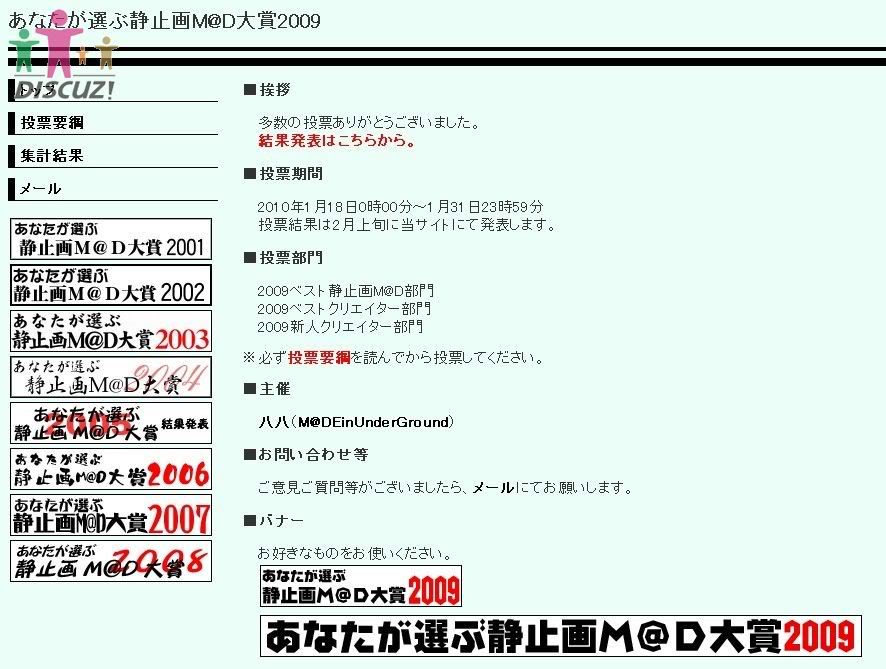 あなたが選ぶ静止画M@D大賞2009
DISCUZ!
トップ
投票要綱
集計結果
メール
あなたが選ぶ
静止画M@D大賞 2001
あなたが選ぶ
静止画M@D大賞 2002
あなたが選ぶ
静止画M@D大賞2003
あなたが選ぶ
静止画M@D大賞 2004
あなたが選ぶ
静止画M@D大賞 2005 結果発表
あなたが選ぶ
静止画M@D大賞2006
あなたが選ぶ
静止画M@D大賞2007
あなたが選ぶ
静止画M@D大賞 2008
■挨拶
多数の投票ありがとうございました。
結果発表はこちらから。
■投票期間
2010年1月18日0時00分～1月31日23時59分
投票結果は2月上旬に当サイトにて発表します。
■投票部門
2009ベスト静止画M@D部門
2009ベストクリエイター部門
2009新人クリエイター部門
※必ず投票要綱を読んでから投票してください。
■主催
八八(M@DEinUnderGround)
■お問い合わせ等
ご意見ご質問等がございましたら、メールにてお願いします。
■バナー
お好きなものをお使いください。
あなたが選ぶ
静止画M@D大賞2009
あなたが選ぶ静止画M@D大賞2009